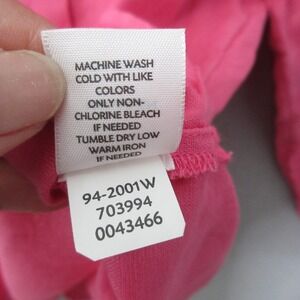 MACHINE WASH
COLD WITH LIKE
COLORS
ONLY NON-
CHLORINE BLEACH
IF NEEDED
TUMBLE DRY LOW
WARM IRON
IF NEEDED
94-2001W
703994
0043466